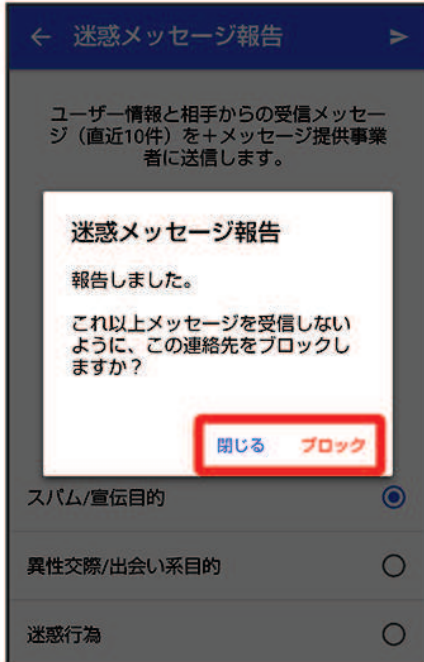 迷惑メッセージ報告
ユーザー情報と相手からの受信メッセー
ジ（直近10件）を＋メッセージ提供事業
者に送信します。
迷惑メッセージ報告
報告しました。
これ以上メッセージを受信しない
ように、この連絡先をブロックし
ますか？
閉じる ブロック
スパム/宣伝目的
異性交際/出会い系目的
迷惑行為